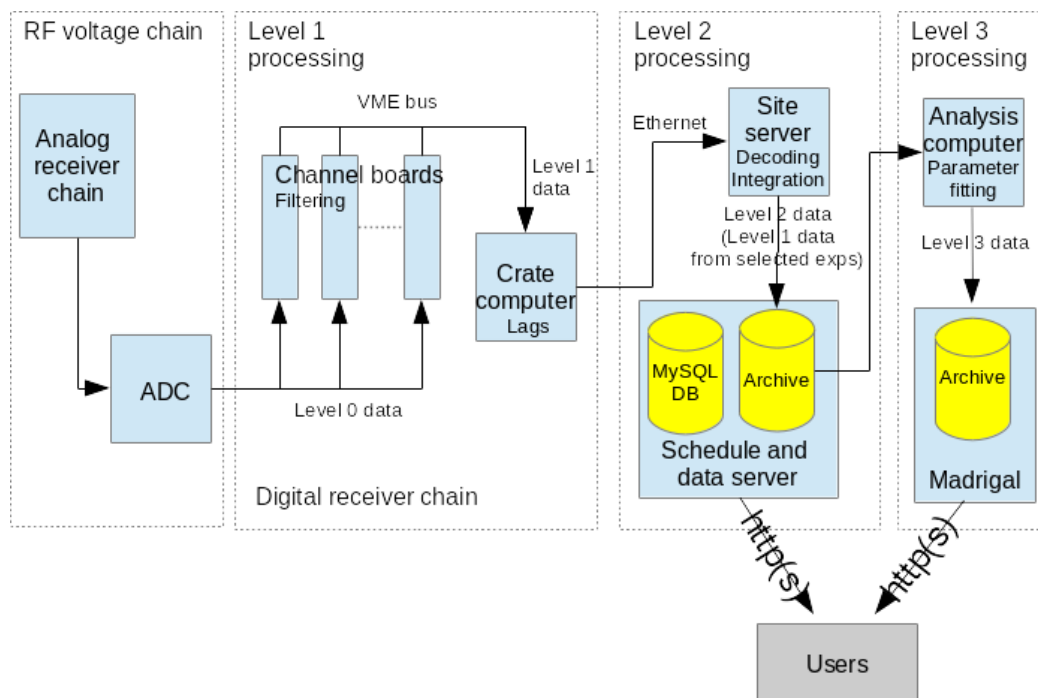 RF voltage chain
Analog
receiver
chain
ADC
Level 1
processing
VME bus
Channel boards
Filtering
Level 1
data
Crate
computer
Lags
Level 0 data
Digital receiver chain
Level 2
processing
Ethernet
Site
server
Decoding
Integration
Level 2 data
(Level 1 data
from selected exps)
MySQL
DB
Archive
Schedule and
data server
Level 3
processing
Analysis
computer
Parameter
fitting
Level 3 data
Archive
Madrigal
http(s)
http(s)
Users